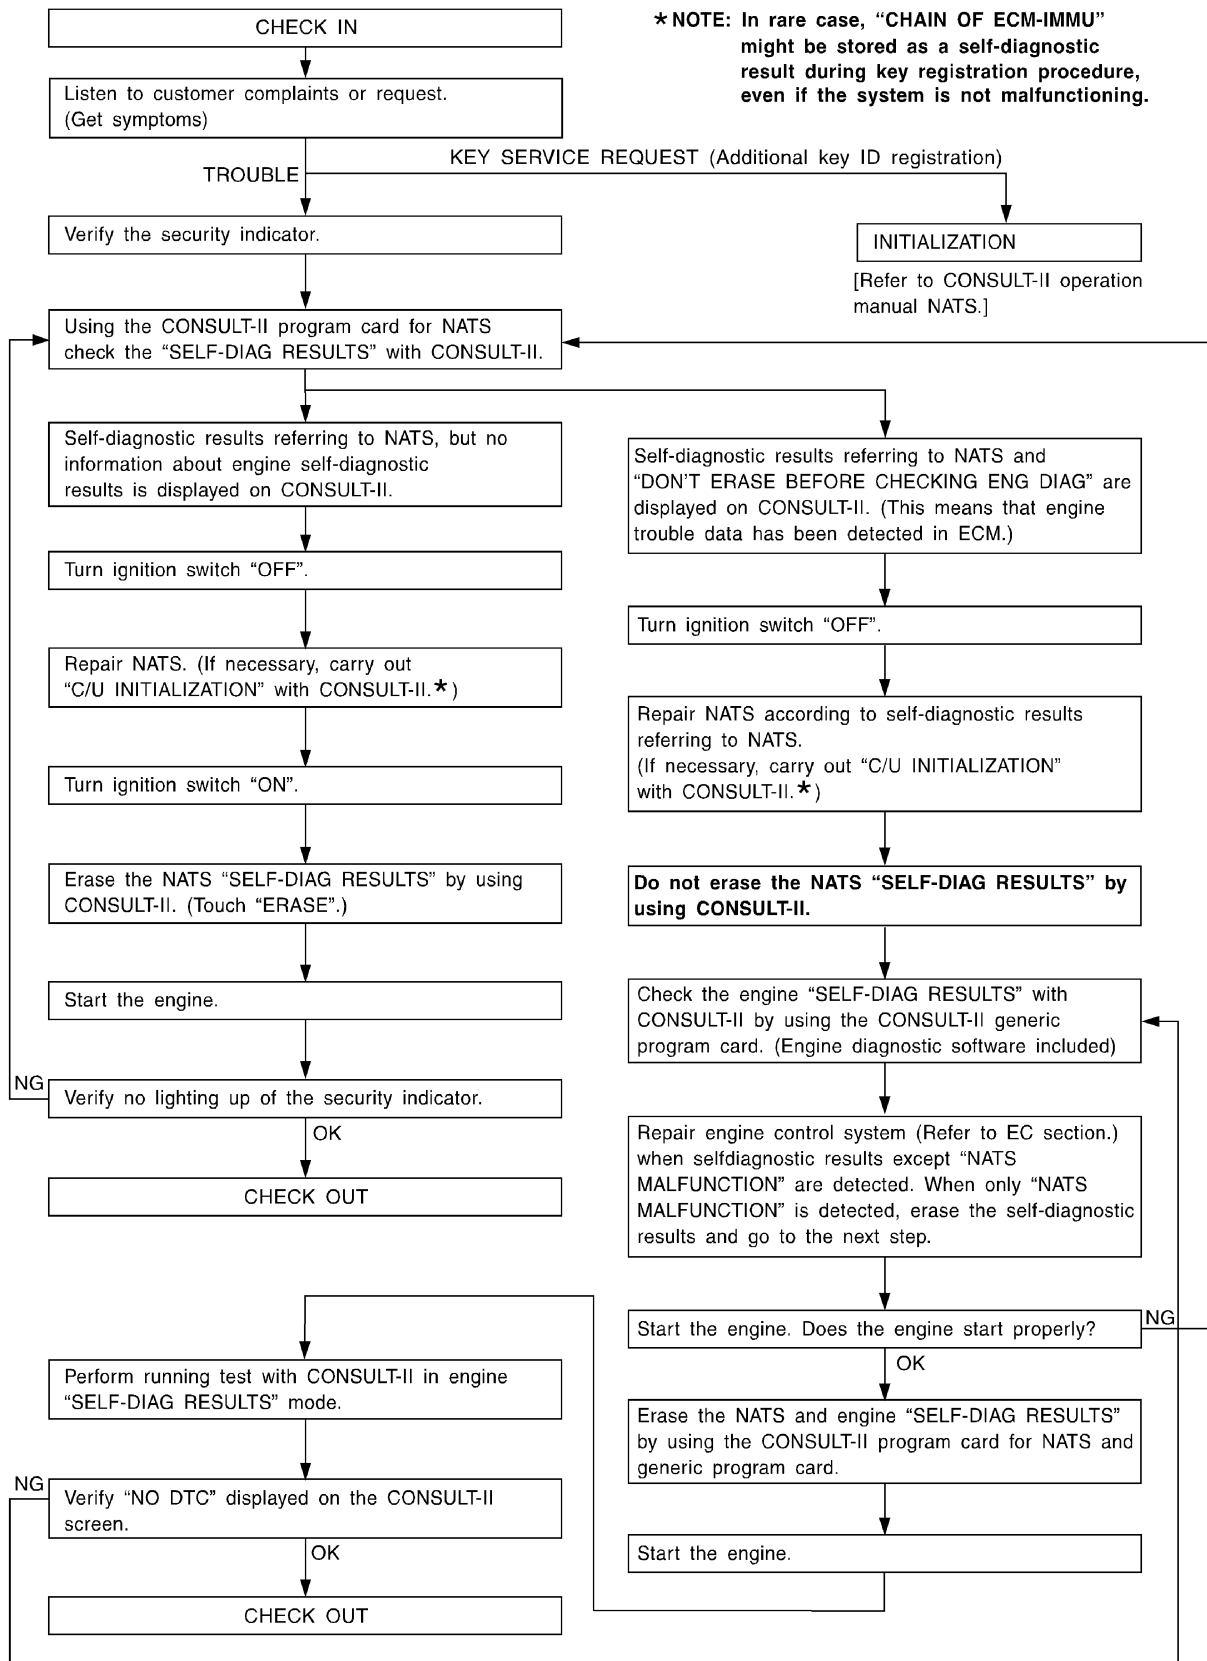 CHECK IN
* NOTE: In rare case, “CHAIN OF ECM-IMMU”
might be stored as a self-diagnostic
result during key registration procedure,
even if the system is not malfunctioning.
Listen to customer complaints or request.
(Get symptoms)
KEY SERVICE REQUEST (Additional key ID registration)
TROUBLE
Verify the security indicator.
INITIALIZATION
[Refer to CONSULT-II operation
manual NATS.]
Using the CONSULT-II program card for NATS
check the “SELF-DIAG RESULTS” with CONSULT-II.
Self-diagnostic results referring to NATS, but no
information about engine self-diagnostic
results is displayed on CONSULT-II.
Turn ignition switch “OFF”.
Repair NATS. (If necessary, carry out
“C/U INITIALIZATION” with CONSULT-II.*)
Turn ignition switch “ON”.
Erase the NATS “SELF-DIAG RESULTS” by using
CONSULT-II. (Touch “ERASE”.)
Start the engine.
NG
Verify no lighting up of the security indicator.
OK
CHECK OUT
Self-diagnostic results referring to NATS and
“DON’T ERASE BEFORE CHECKING ENG DIAG” are
displayed on CONSULT-II. (This means that engine
trouble data has been detected in ECM.)
Turn ignition switch “OFF”.
Repair NATS according to self-diagnostic results
referring to NATS.
(If necessary, carry out “C/U INITIALIZATION”
with CONSULT-II.*)
Do not erase the NATS “SELF-DIAG RESULTS” by
using CONSULT-II.
Check the engine “SELF-DIAG RESULTS” with
CONSULT-II by using the CONSULT-II generic
program card. (Engine diagnostic software included)
Repair engine control system (Refer to EC section.)
when selfdiagnostic results except “NATS
MALFUNCTION” are detected. When only “NATS
MALFUNCTION” is detected, erase the self-diagnostic
results and go to the next step.
Start the engine. Does the engine start properly?
NG
OK
Erase the NATS and engine “SELF-DIAG RESULTS”
by using the CONSULT-II program card for NATS and
generic program card.
Start the engine.
Perform running test with CONSULT-II in engine
“SELF-DIAG RESULTS” mode.
NG
Verify “NO DTC” displayed on the CONSULT-II
screen.
OK
CHECK OUT